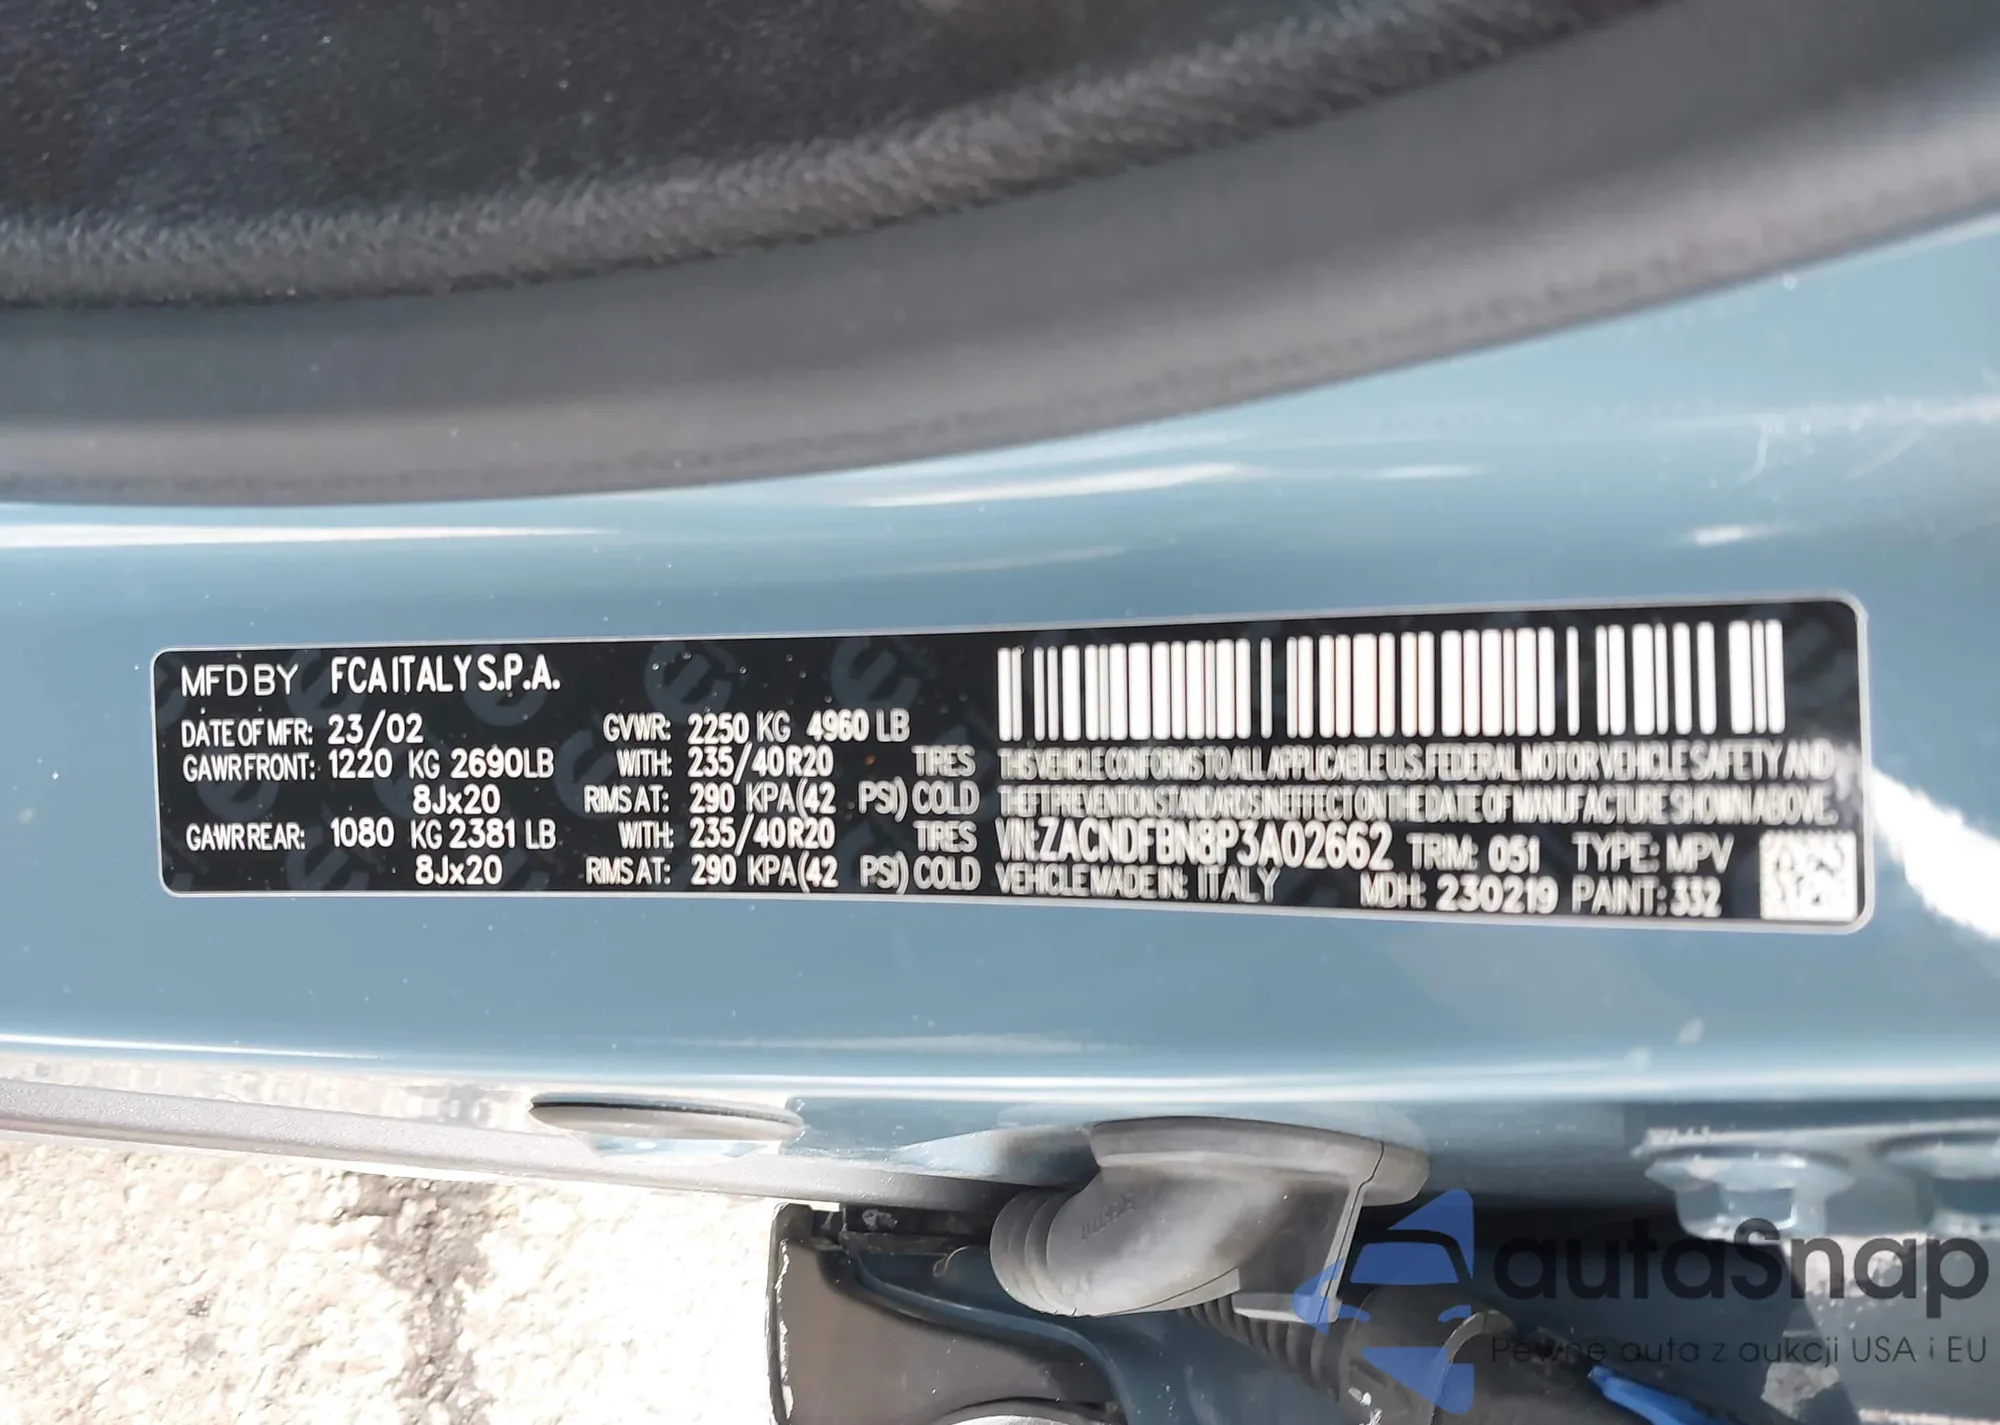 MFD BY FCA ITALY S.P.A.
DATE OF MFR: 23/02 GVWR: 2250 KG 4960 LB
GAWR FRONT: 1220 KG 2690LB WITH: 235/40R20 TIRES
8Jx20 RIMS AT: 290 KPA(42 PSI) COLD
GAWR REAR: 1080 KG 2381 LB WITH: 235/40R20 TIRES
8Jx20 RIMS AT: 290 KPA(42 PSI) COLD
THIS VEHICLE CONFORMS TO ALL APPLICABLE U.S. FEDERAL MOTOR VEHICLE SAFETY AND
THEFT PREVENTION STANDARDS IN EFFECT ON THE DATE OF MANUFACTURE SHOWN ABOVE.
VIN: ZACNDFBN8P3A02662 TRIM: 051 TYPE: MPV
VEHICLE MADE IN: ITALY MDH: 230219 PAINT: 332
autaSnap
Pewne auta z aukcji USA i EU